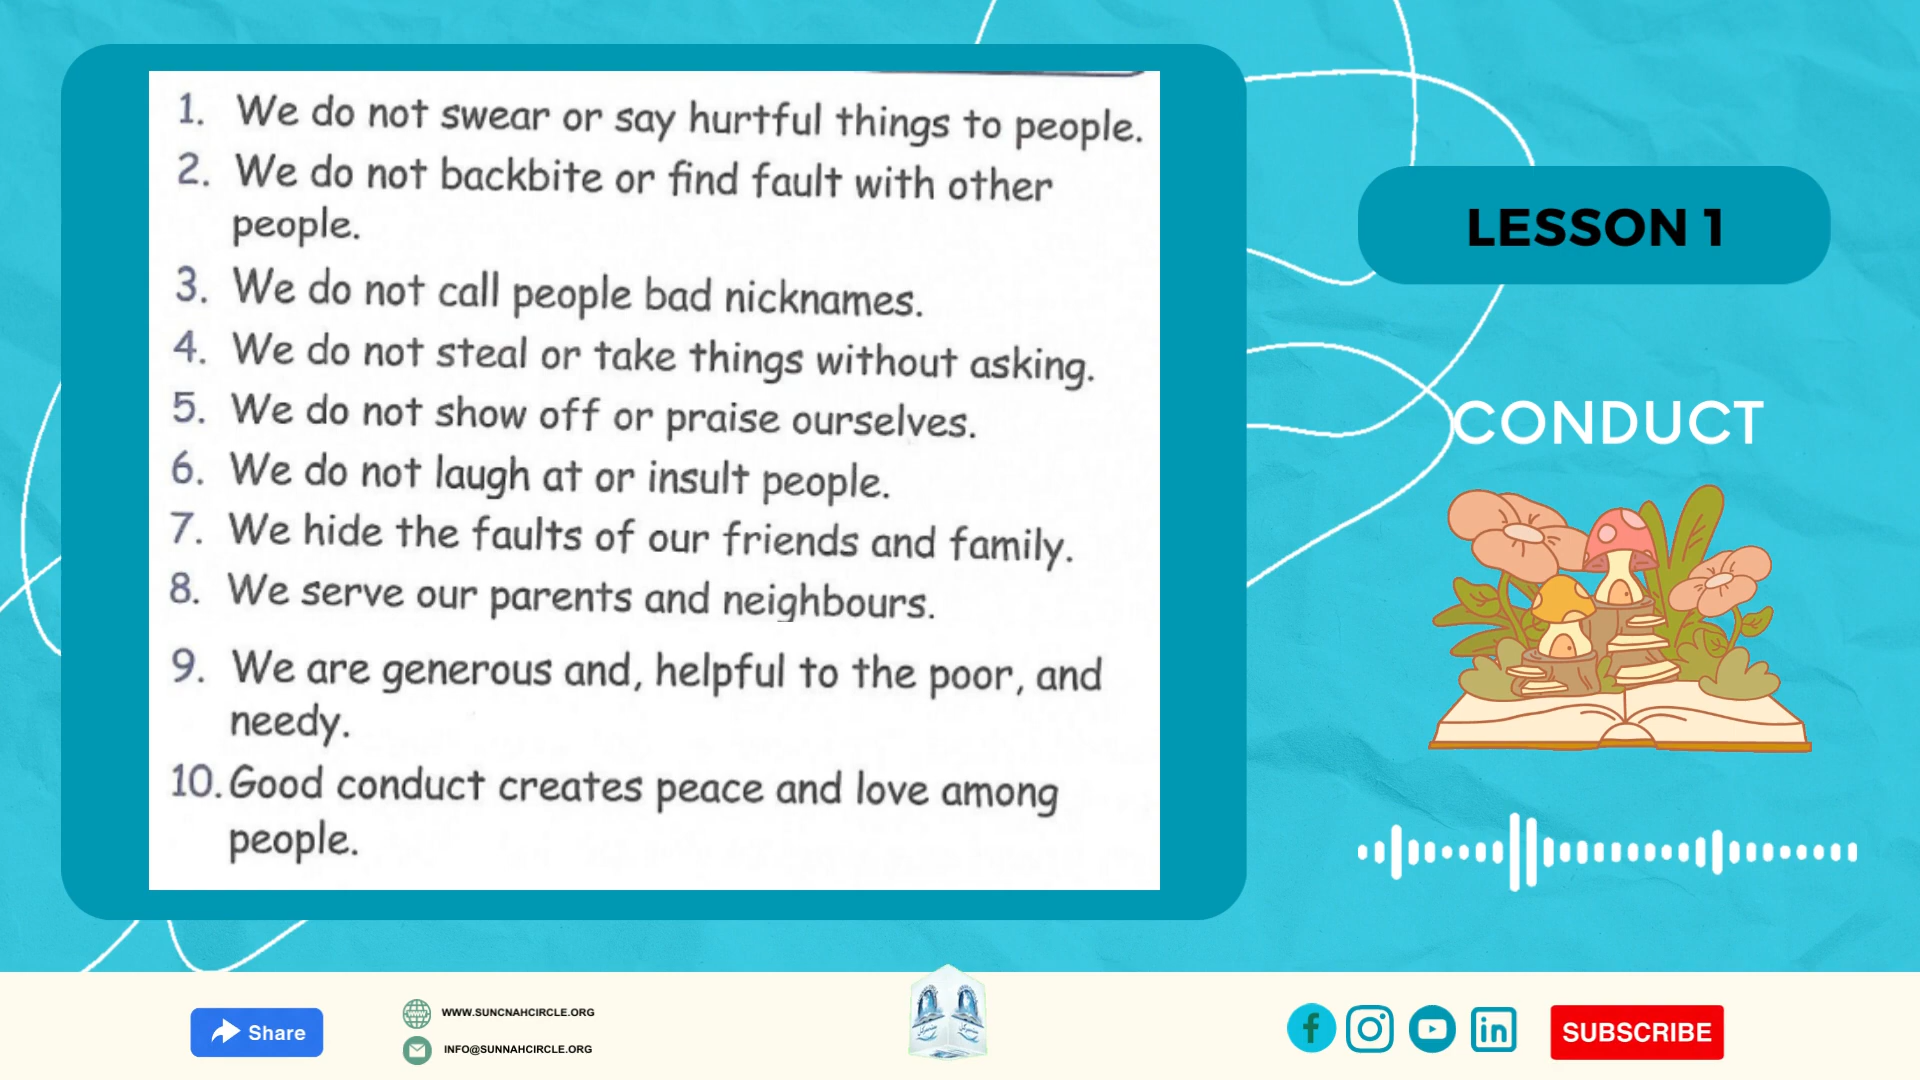 1. We do not swear or say hurtful things to people.
2. We do not backbite or find fault with other
people.
3. We do not call people bad nicknames.
4. We do not steal or take things without asking.
5. We do not show off or praise ourselves.
6. We do not laugh at or insult people.
7. We hide the faults of our friends and family.
8. We serve our parents and neighbours.
9. We are generous and, helpful to the poor, and
needy.
10. Good conduct creates peace and love among
people.
LESSON 1
CONDUCT
Share
WWW.SUNCNAHCIRCLE.ORG
INFO@SUNNAHCIRCLE.ORG
SUBSCRIBE